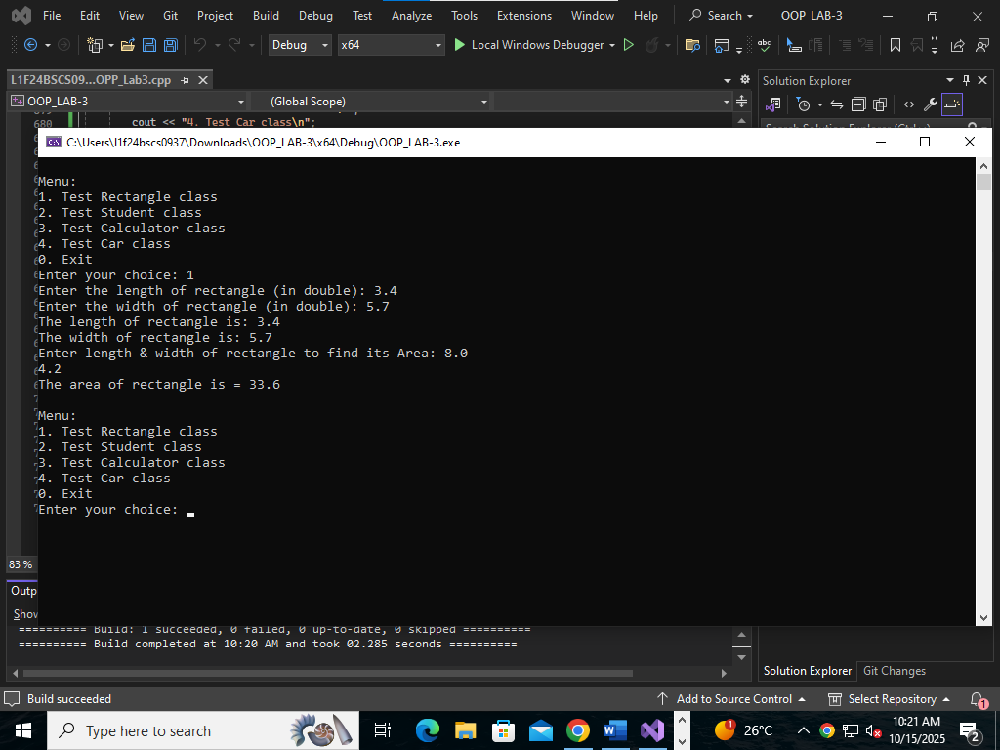 File Edit View Git Project Build Debug Test Analyze Tools Extensions Window Help Search OOP_LAB-3
Debug x64 Local Windows Debugger
L1F24BSCS09...OPP_Lab3.cpp
Solution Explorer
OOP_LAB-3 (Global Scope)
680 cout << "4. Test Car class\n";
C:\Users\l1f24bscs0937\Downloads\OOP_LAB-3\x64\Debug\OOP_LAB-3.exe
Menu:
1. Test Rectangle class
2. Test Student class
3. Test Calculator class
4. Test Car class
0. Exit
Enter your choice: 1
Enter the length of rectangle (in double): 3.4
Enter the width of rectangle (in double): 5.7
The length of rectangle is: 3.4
The width of rectangle is: 5.7
Enter length & width of rectangle to find its Area: 8.0
4.2
The area of rectangle is = 33.6
Menu:
1. Test Rectangle class
2. Test Student class
3. Test Calculator class
4. Test Car class
0. Exit
Enter your choice:
83 %
Outp
Show
========== Build: 1 succeeded, 0 failed, 0 up-to-date, 0 skipped ==========
========== Build completed at 10:20 AM and took 02.285 seconds ==========
Solution Explorer Git Changes
Build succeeded Add to Source Control Select Repository 1
Type here to search 1 26°C 10:21 AM
10/15/2025 2